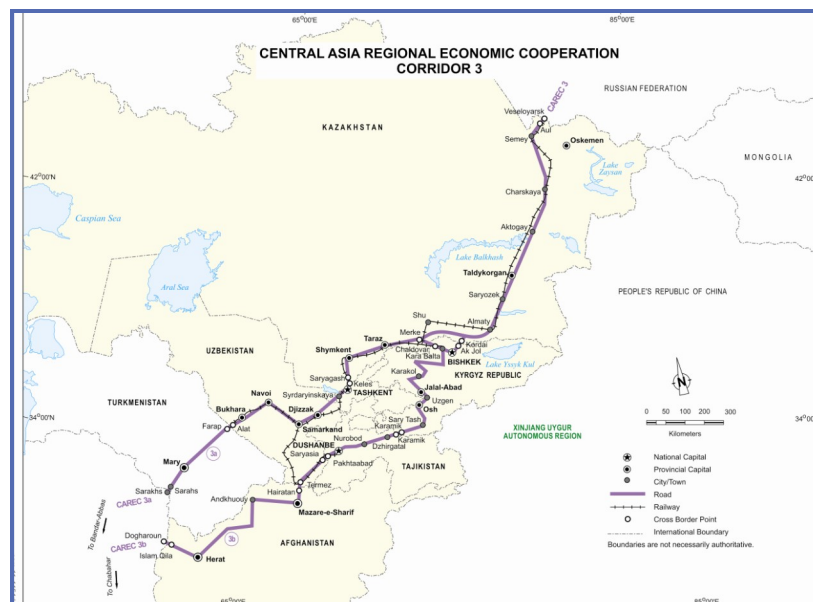 65°00'E
85°00'E
CENTRAL ASIA REGIONAL ECONOMIC COOPERATION
CORRIDOR 3
CAREC 3
RUSSIAN FEDERATION
Veseloyarsk
Aul
KAZAKHSTAN
Semey
Oskemen
MONGOLIA
Lake
Zaysan
42°00'N
42°00'N
Charskaya
Caspian Sea
Aktogay
Lake Balkhash
Aral Sea
Taldykorgan
PEOPLE'S REPUBLIC OF CHINA
Saryozek
Shu
Almaty
Merke
Taraz
Kordai
UZBEKISTAN
Shymkent
Chaldovar
Ak Jol
Kara Balta
BISHKEK
Lake Yssyk Kul
N
Saryagash
Karakol
KYRGYZ REPUBLIC
Keles
TASHKENT
Syrdaryinskaya
Jalal-Abad
TURKMENISTAN
Navoi
Uzgen
0 50 100 200 300
Bukhara
Djizzak
Osh
34°00'N
34°00'N
Kilometers
Farap
Alat
Samarkand
Sary Tash
XINJIANG UYGUR
AUTONOMOUS REGION
Karamik
DUSHANBE
Nurobod
Karamik
National Capital
Saryasia
Dzhirgatal
Provincial Capital
Mary
3a
Pakhtaabad
TAJIKISTAN
City/Town
Road
Termez
Railway
Sarakhs
Sarahs
Hairatan
Cross Border Point
CAREC 3a
Andkhuouy
Mazare-e-Sharif
International Boundary
Boundaries are not necessarily authoritative.
To Bandar-Abbas
Dogharoun
CAREC 3b
3b
Islam Qila
AFGHANISTAN
Herat
To Chabahar
65°00'E
85°00'E